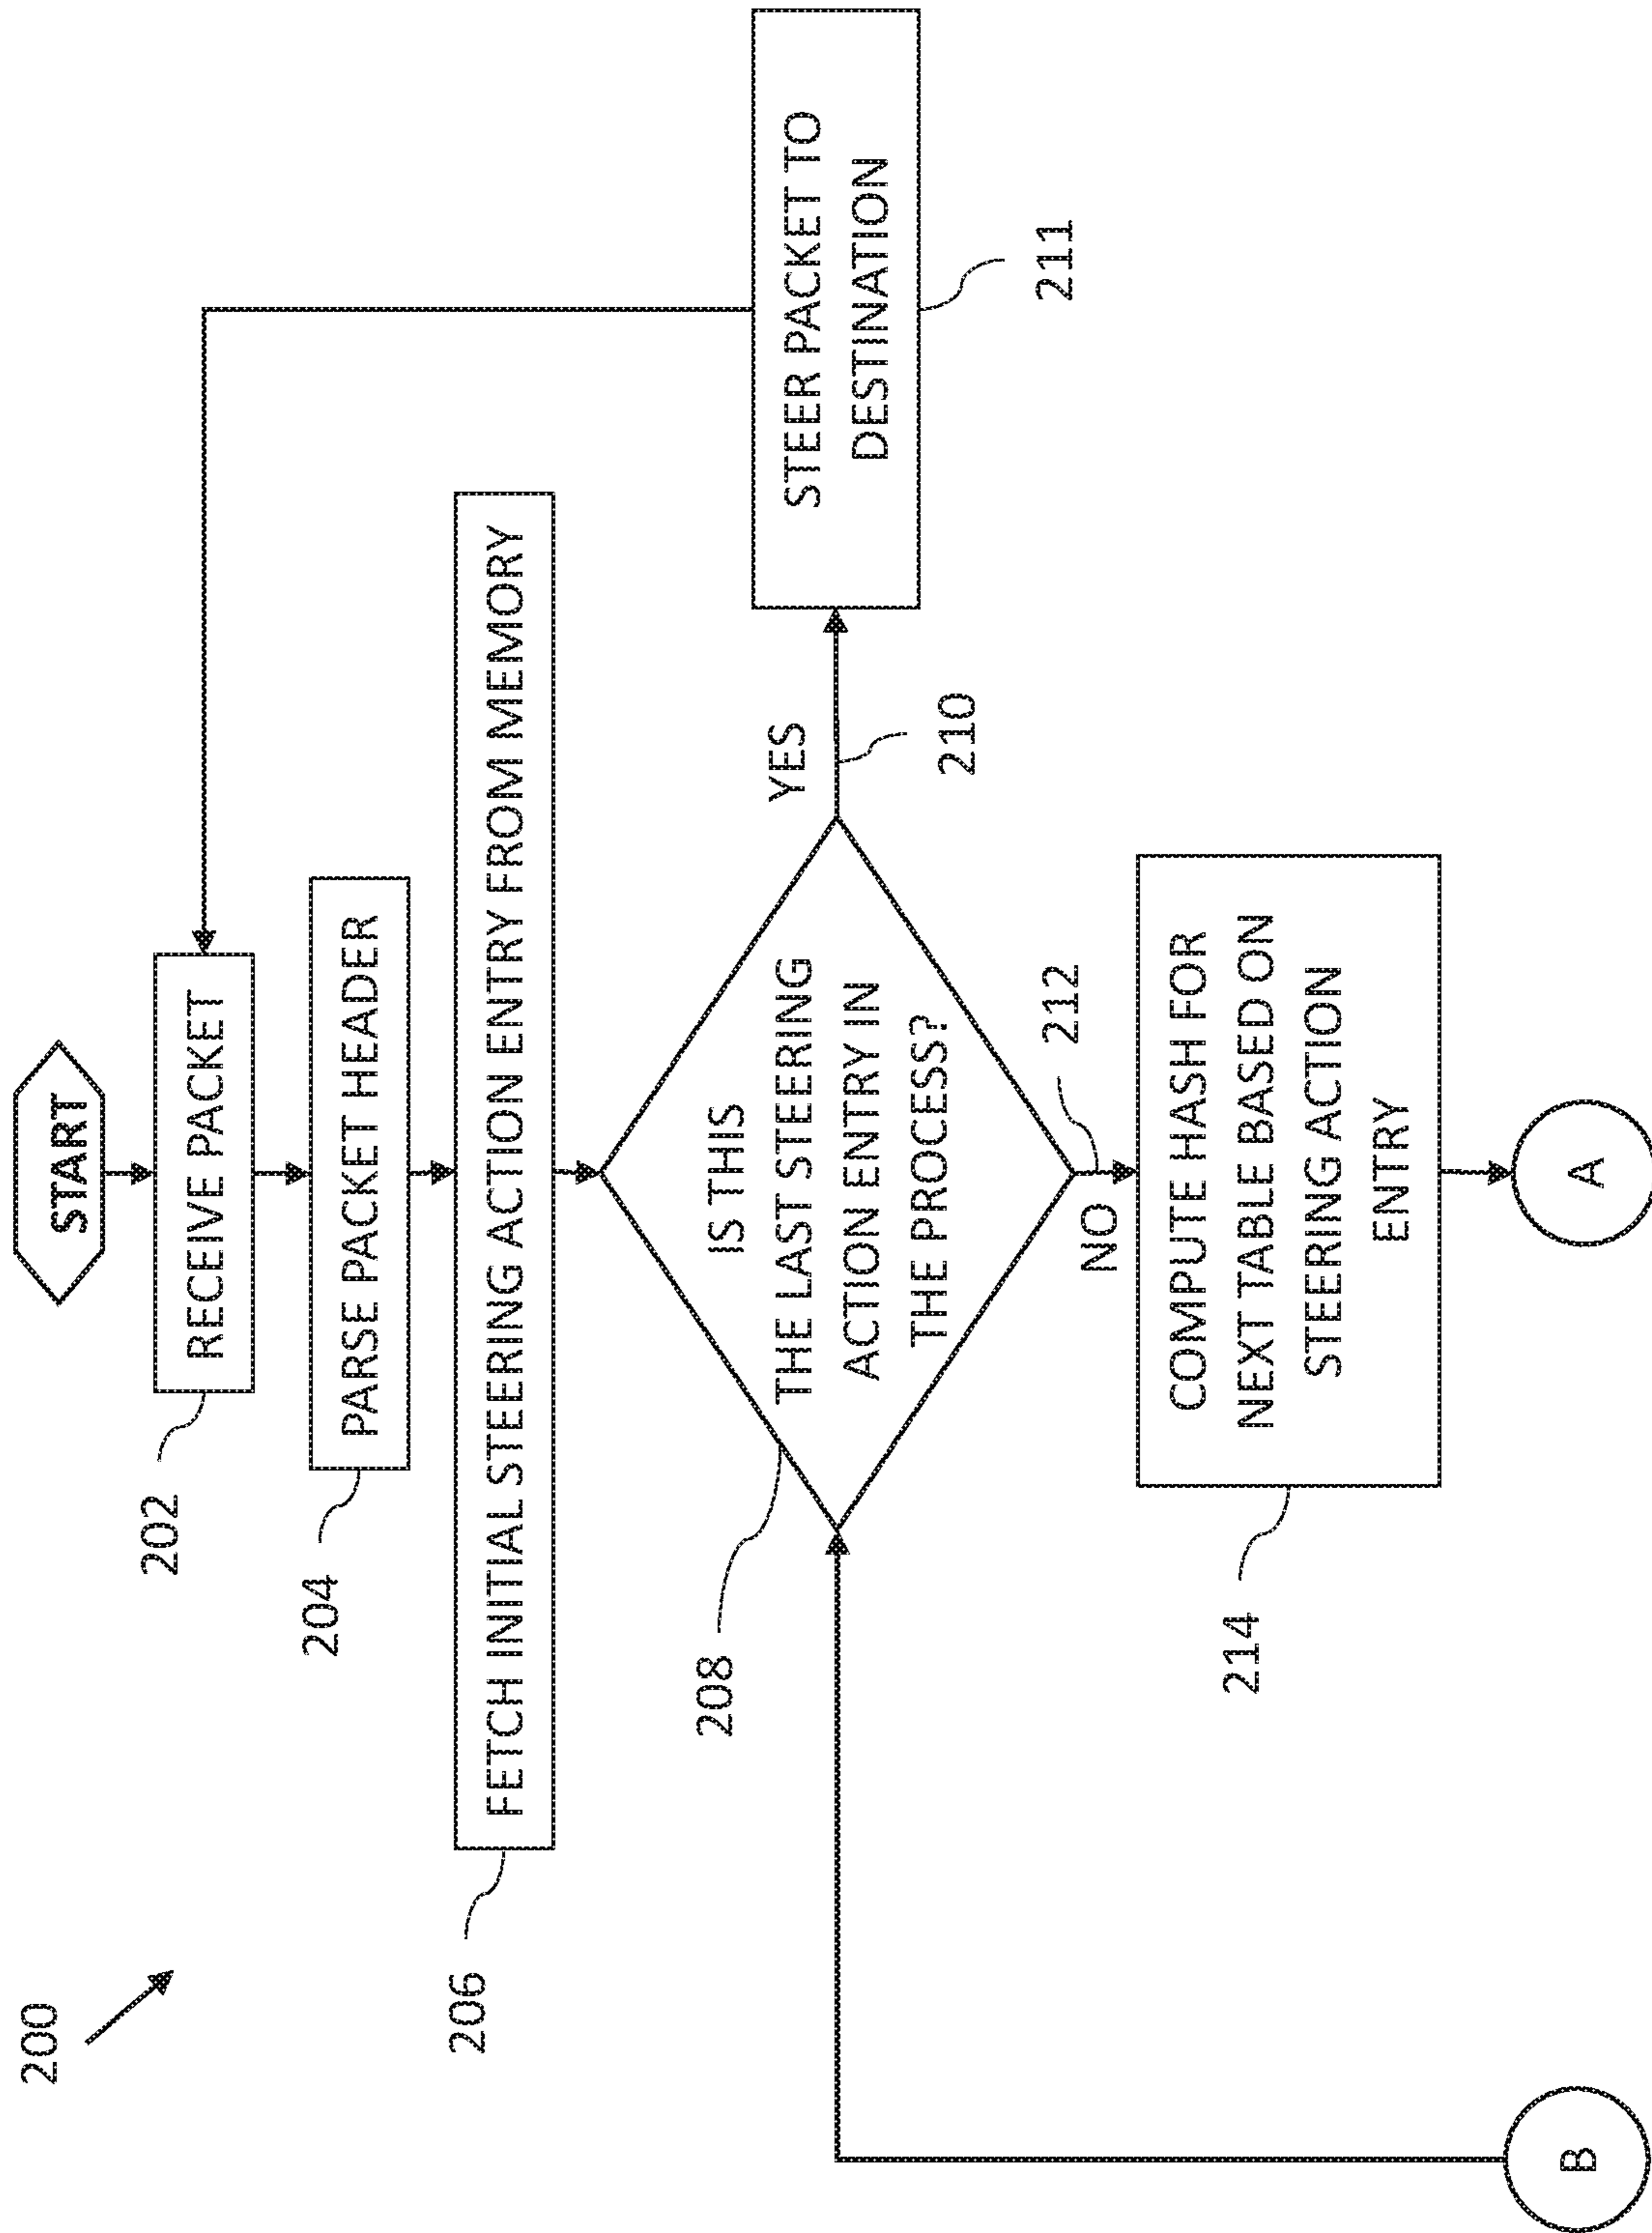 200
START
RECEIVE PACKET
202
PARSE PACKET HEADER
204
FETCH INITIAL STEERING ACTION ENTRY FROM MEMORY
206
IS THIS
THE LAST STEERING
ACTION ENTRY IN
THE PROCESS?
208
YES
210
STEER PACKET TO
DESTINATION
211
NO
212
COMPUTE HASH FOR
NEXT TABLE BASED ON
STEERING ACTION
ENTRY
214
A
B